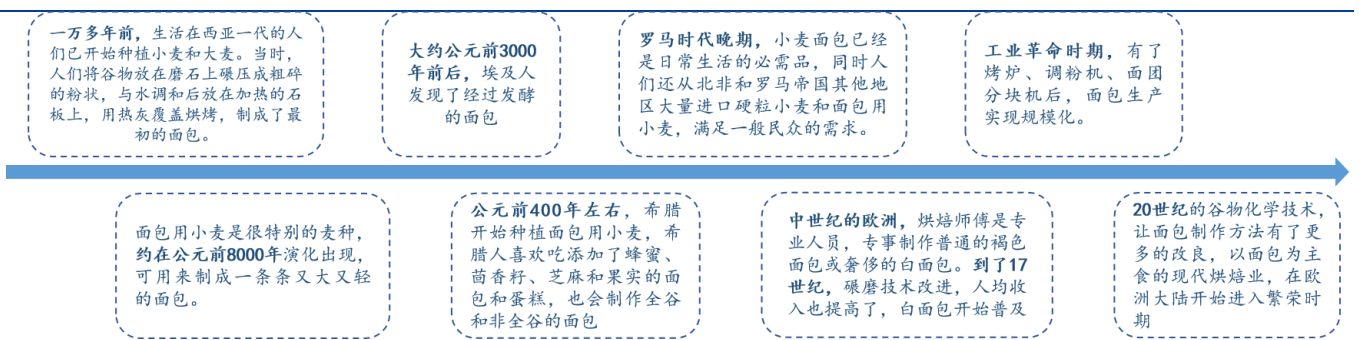 一万多年前，生活在西亚一代的人
们已开始种植小麦和大麦。当时，
人们将谷物放在磨石上碾压成粗碎
的粉状，与水调和后放在加热的石
板上，用热灰覆盖烘烤，制成了最
初的面包。
面包用小麦是很特别的麦种，
约在公元前8000年演化出现，
可用来制成一条条又大又轻
的面包。
大约公元前3000
年前后，埃及人
发现了经过发酵
的面包
公元前400年左右，希腊
开始种植面包用小麦，希
腊人喜欢吃添加了蜂蜜、
茴香籽、芝麻和果实的面
包和蛋糕，也会制作全谷
和非全谷的面包
罗马时代晚期，小麦面包已经
是日常生活的必需品，同时人
们还从北非和罗马帝国其他地
区大量进口硬粒小麦和面包用
小麦，满足一般民众的需求。
中世纪的欧洲，烘焙师傅是专
业人员，专事制作普通的褐色
面包或奢侈的白面包。到了17
世纪，碾磨技术改进，人均收
入也提高了，白面包开始普及
工业革命时期，有了
烤炉、调粉机、面团
分块机后，面包生产
实现规模化。
20世纪的谷物化学技术，
让面包制作方法有了更
多的改良，以面包为主
食的现代烘焙业，在欧
洲大陆开始进入繁荣时
期